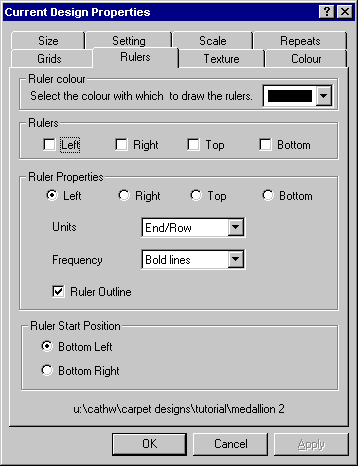 Current Design Properties
Size Setting Scale Repeats
Grids Rulers Texture Colour
Ruler colour
Select the colour with which to draw the rulers.
Rulers
Left Right Top Bottom
Ruler Properties
Left Right Top Bottom
Units End/Row
Frequency Bold lines
Ruler Outline
Ruler Start Position
Bottom Left
Bottom Right
u:\cathw\carpet designs\tutorial\medallion 2
OK Cancel Apply